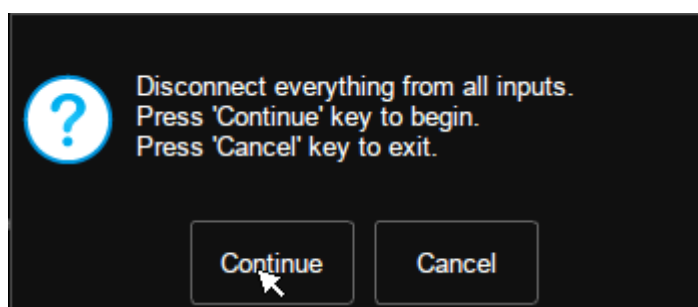 Disconnect everything from all inputs.
Press 'Continue' key to begin.
Press 'Cancel' key to exit.
Continue
Cancel